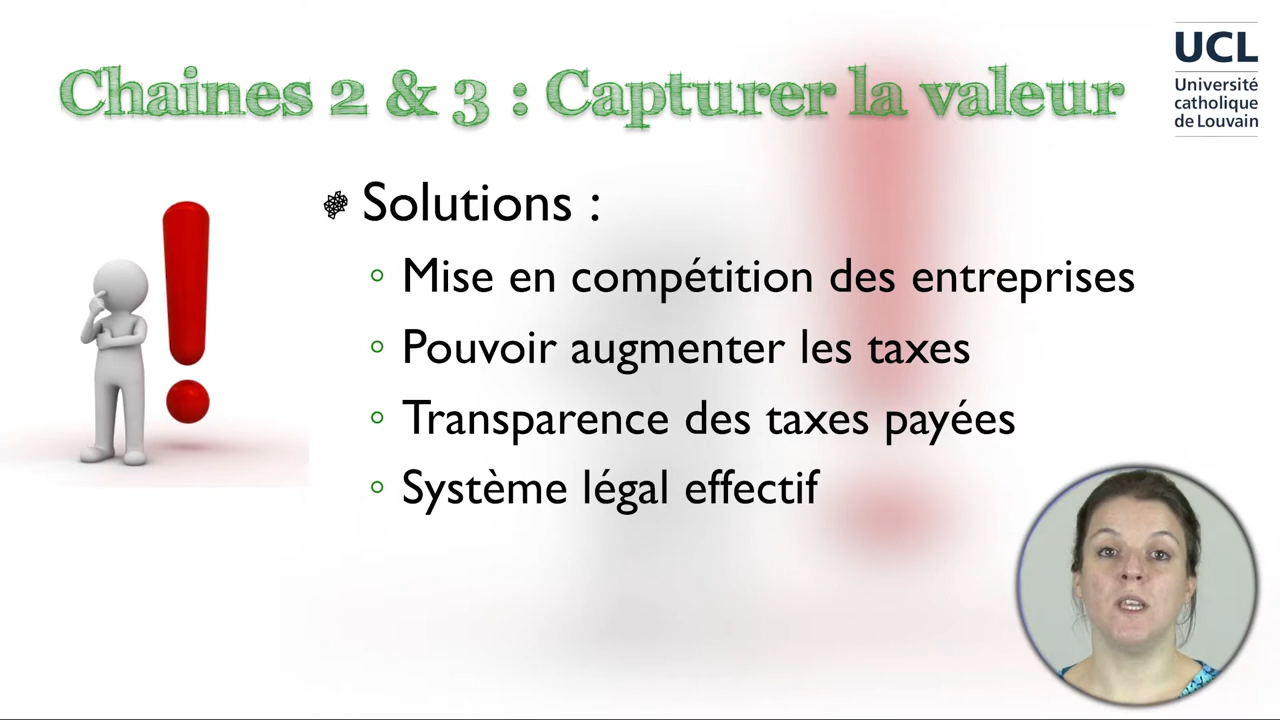 Chaines 2 & 3 : Capturer la valeur
UCL
Université
catholique
de Louvain
Solutions :
Mise en compétition des entreprises
Pouvoir augmenter les taxes
Transparence des taxes payées
Système légal effectif